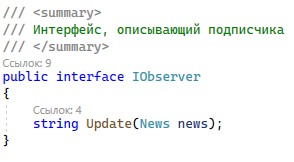 /// <summary>
/// Интерфейс, описывающий подписчика
/// </summary>
Ссылок: 9
public interface IObserver
{
Ссылок: 4
string Update(News news);
}